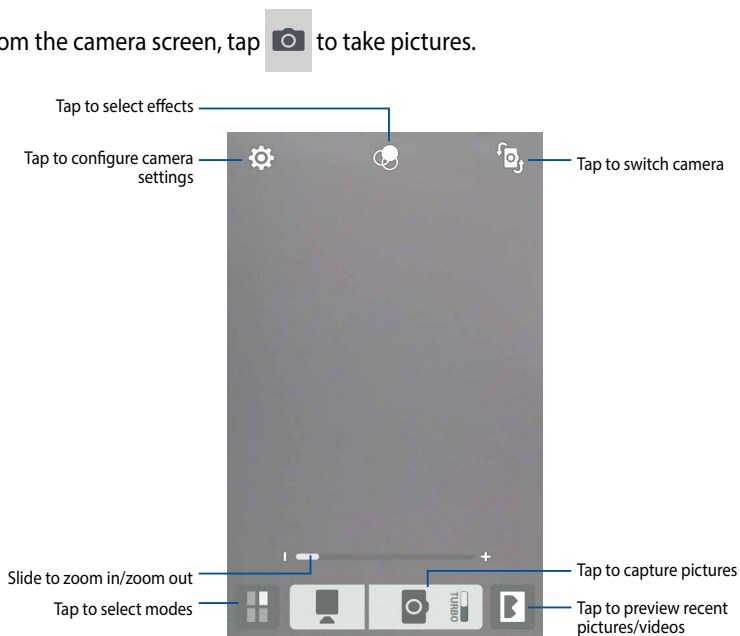 om the camera screen, tap to take pictures.
Tap to select effects
Tap to configure camera
settings
Tap to switch camera
Slide to zoom in/zoom out
Tap to select modes
Tap to capture pictures
TURBO
Tap to preview recent
pictures/videos